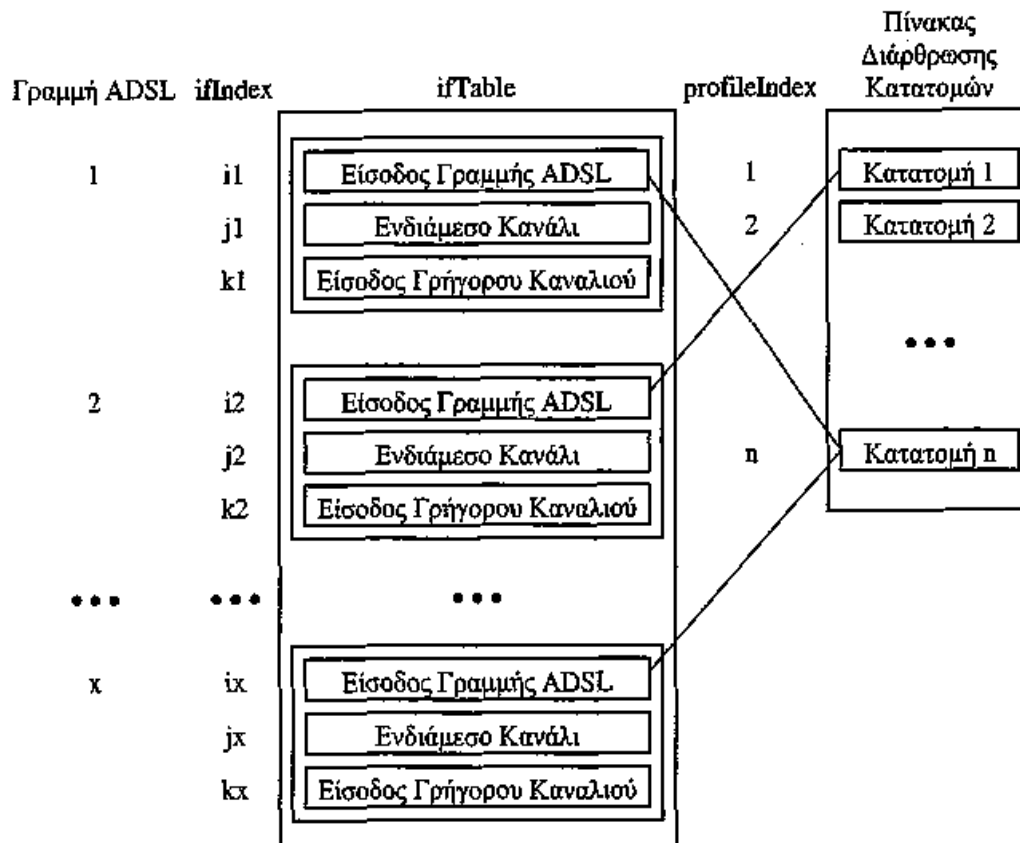 Πίνακας
Διάρθρωσης
Γραμμή ADSL ifIndex ifTable profileIndex Κατατομών
1 i1 Είσοδος Γραμμής ADSL 1 Κατατομή 1
j1 Ενδιάμεσο Κανάλι 2 Κατατομή 2
k1 Είσοδος Γρήγορου Καναλιού
•••
2 i2 Είσοδος Γραμμής ADSL
j2 Ενδιάμεσο Κανάλι n Κατατομή n
k2 Είσοδος Γρήγορου Καναλιού
••• ••• •••
x ix Είσοδος Γραμμής ADSL
jx Ενδιάμεσο Κανάλι
kx Είσοδος Γρήγορου Καναλιού